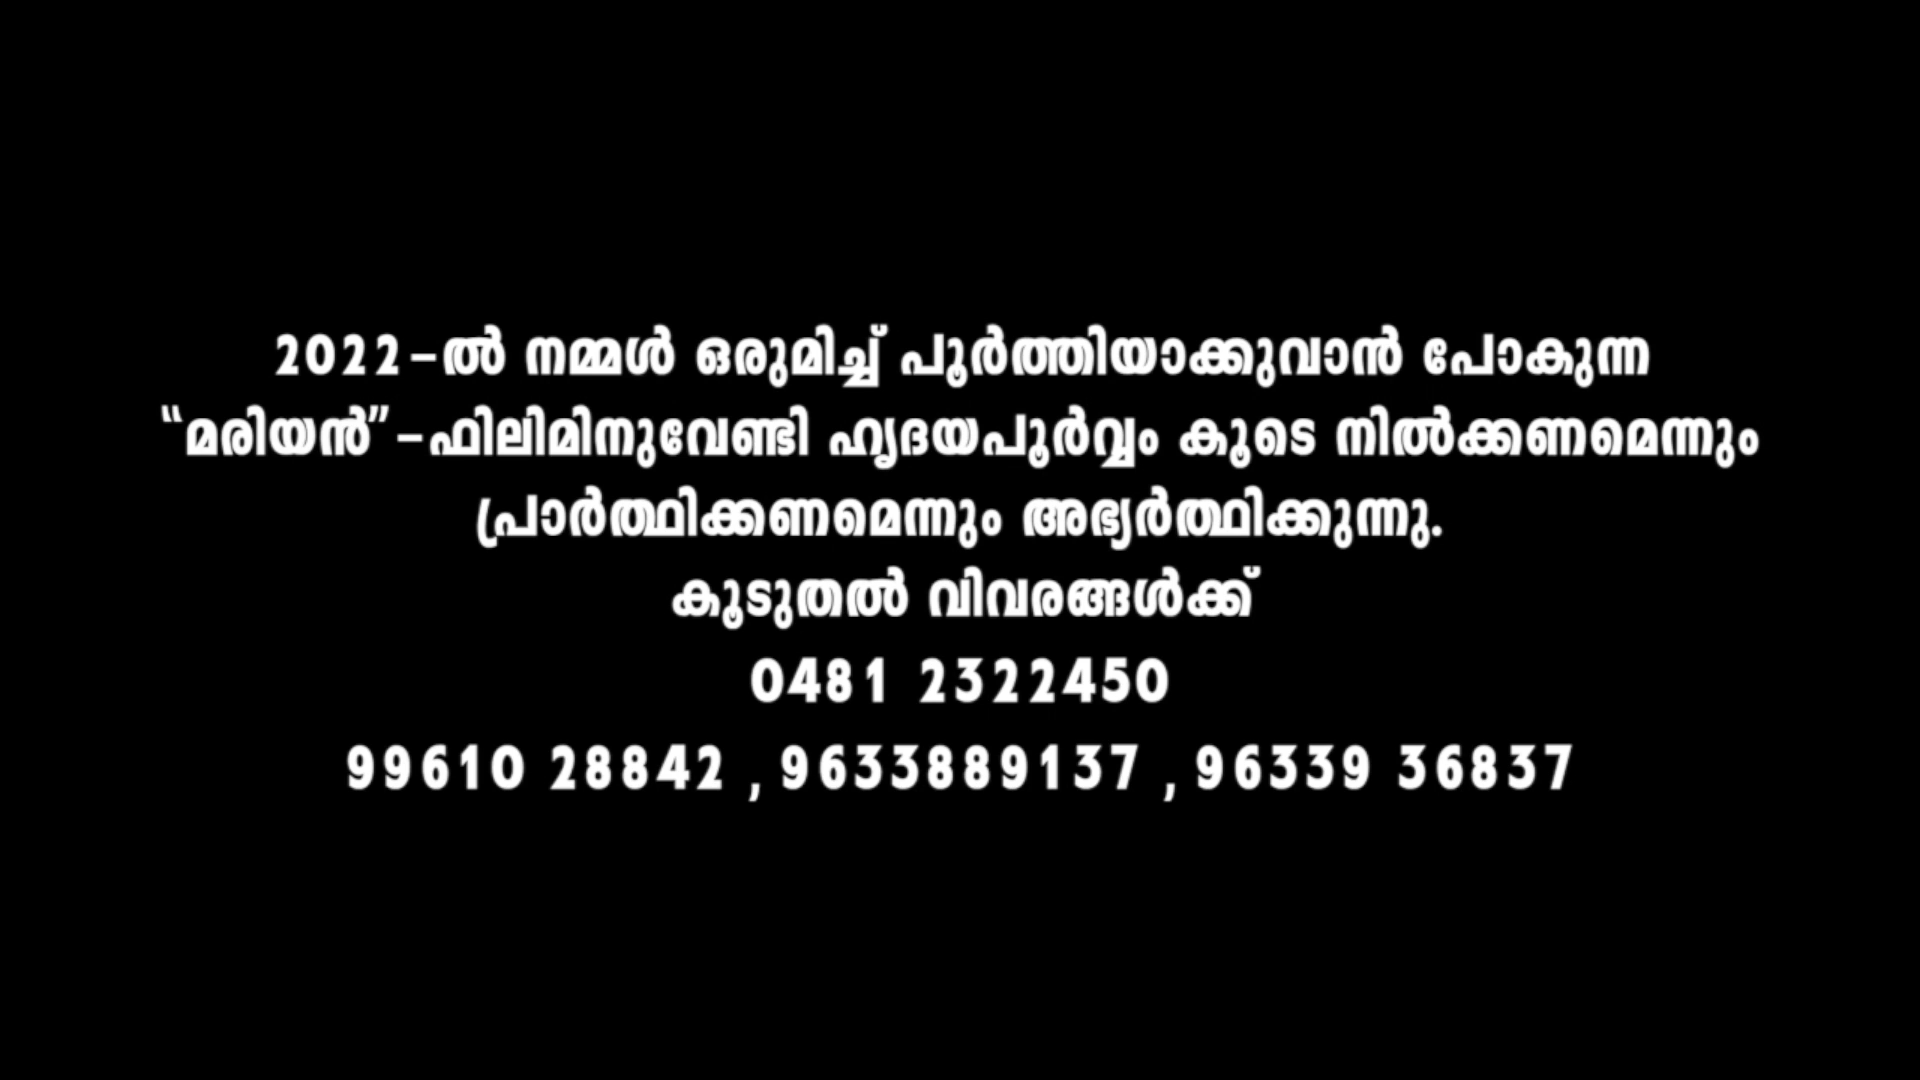 2022-ൽ നമ്മൾ ഒരുമിച്ച് പൂർത്തിയാക്കുവാൻ പോകുന്ന
“മരിയൻ”-ഫിലിമിനുവേണ്ടി ഹൃദയപൂർവ്വം കൂടെ നിൽക്കണമെന്നും
പ്രാർത്ഥിക്കണമെന്നും അഭ്യർത്ഥിക്കുന്നു.
കൂടുതൽ വിവരങ്ങൾക്ക്
0481 2322450
99610 28842 , 9633889137 , 96339 36837